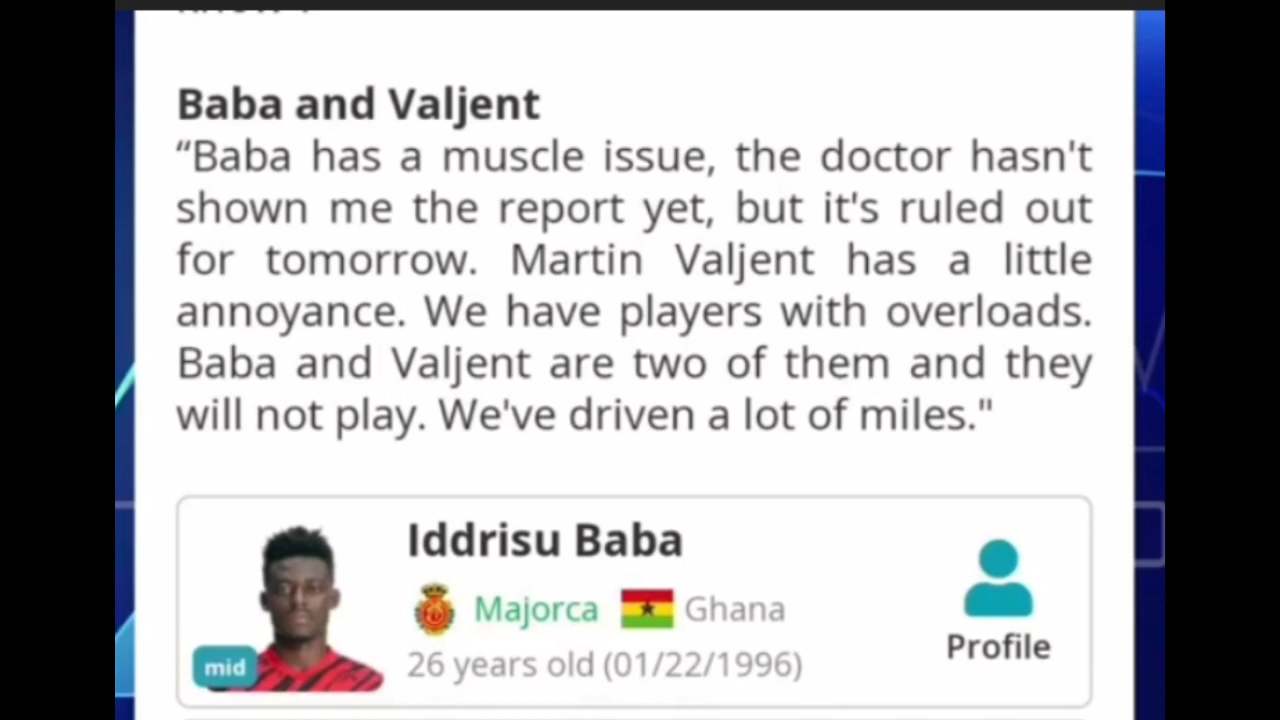 Baba and Valjent
“Baba has a muscle issue, the doctor hasn't
shown me the report yet, but it's ruled out
for tomorrow. Martin Valjent has a little
annoyance. We have players with overloads.
Baba and Valjent are two of them and they
will not play. We've driven a lot of miles."
Iddrisu Baba
Majorca Ghana
26 years old (01/22/1996)
mid
Profile